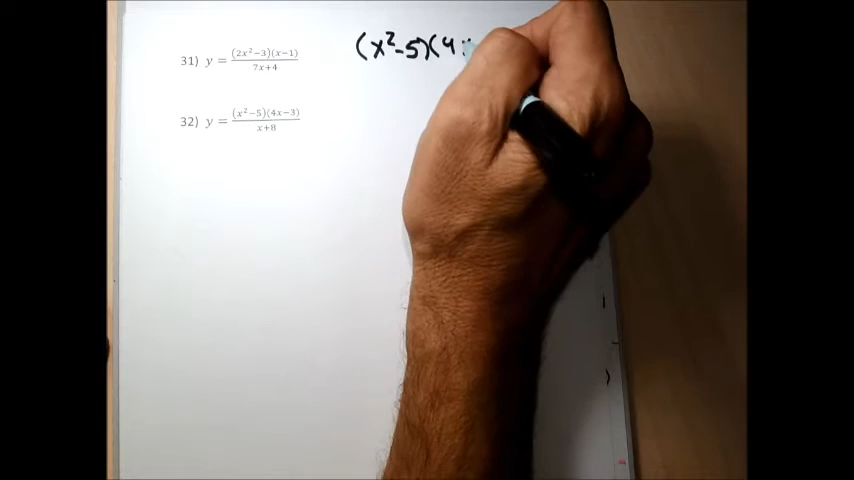 31) y = (2x²−3)(x−1)/7x+4
32) y = (x²−5)(4x−3)/x+8
(x²-5)(4